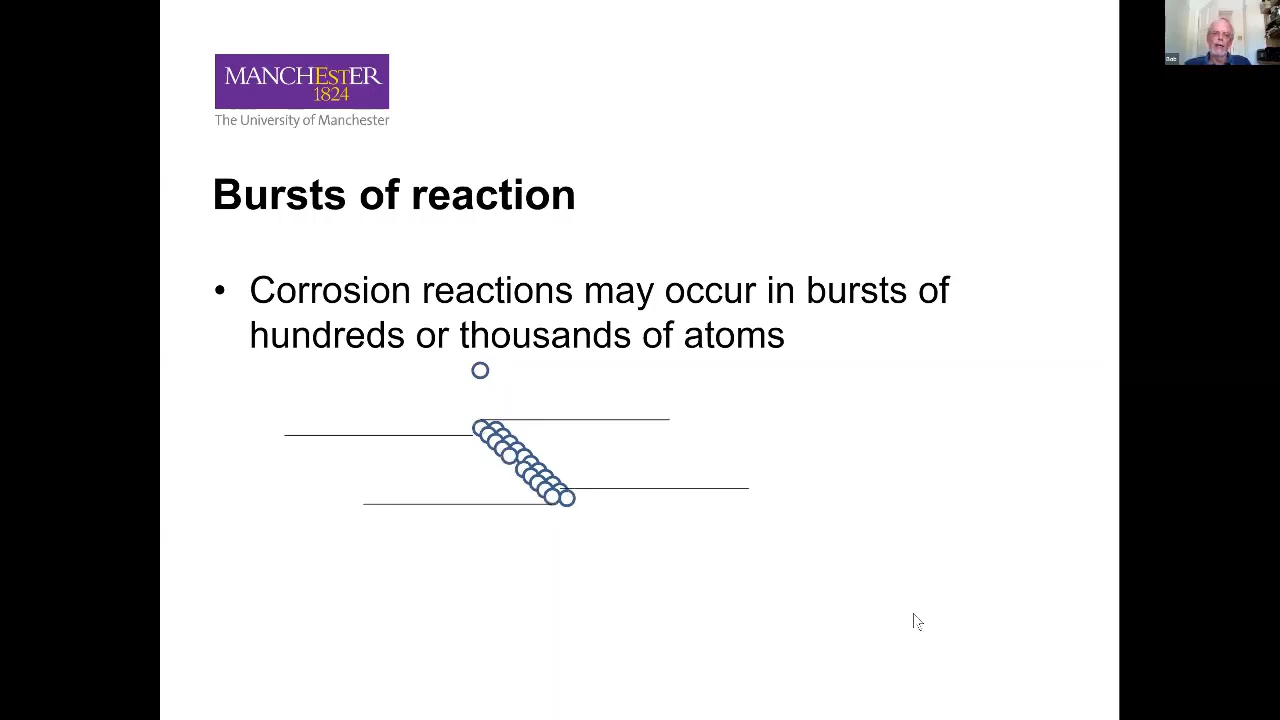 MANCHESTER
1824
The University of Manchester
Bob
Bursts of reaction
• Corrosion reactions may occur in bursts of
hundreds or thousands of atoms